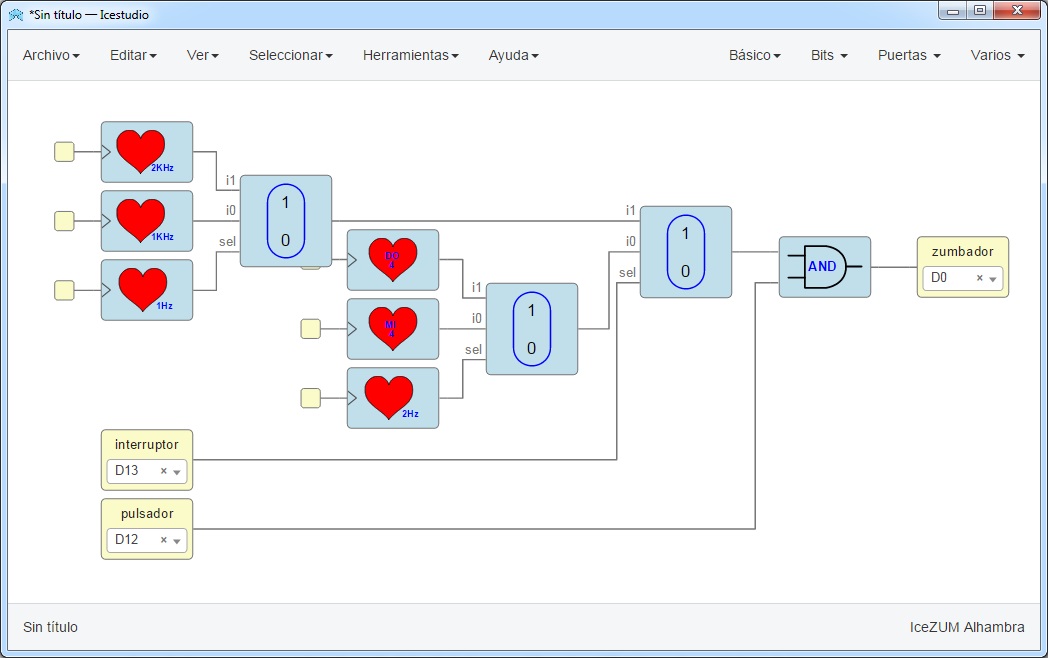 *Sin título — Icestudio
Archivo Editar Ver Seleccionar Herramientas Ayuda Básico Bits Puertas Varios
2KHz
i1
1
i0
0
sel
1KHz
1Hz
DO
4
i1
1
i0
0
sel
MI
4
2Hz
i1
1
i0
0
sel
AND
zumbador
D0 ×
interruptor
D13 ×
pulsador
D12 ×
Sin título IceZUM Alhambra